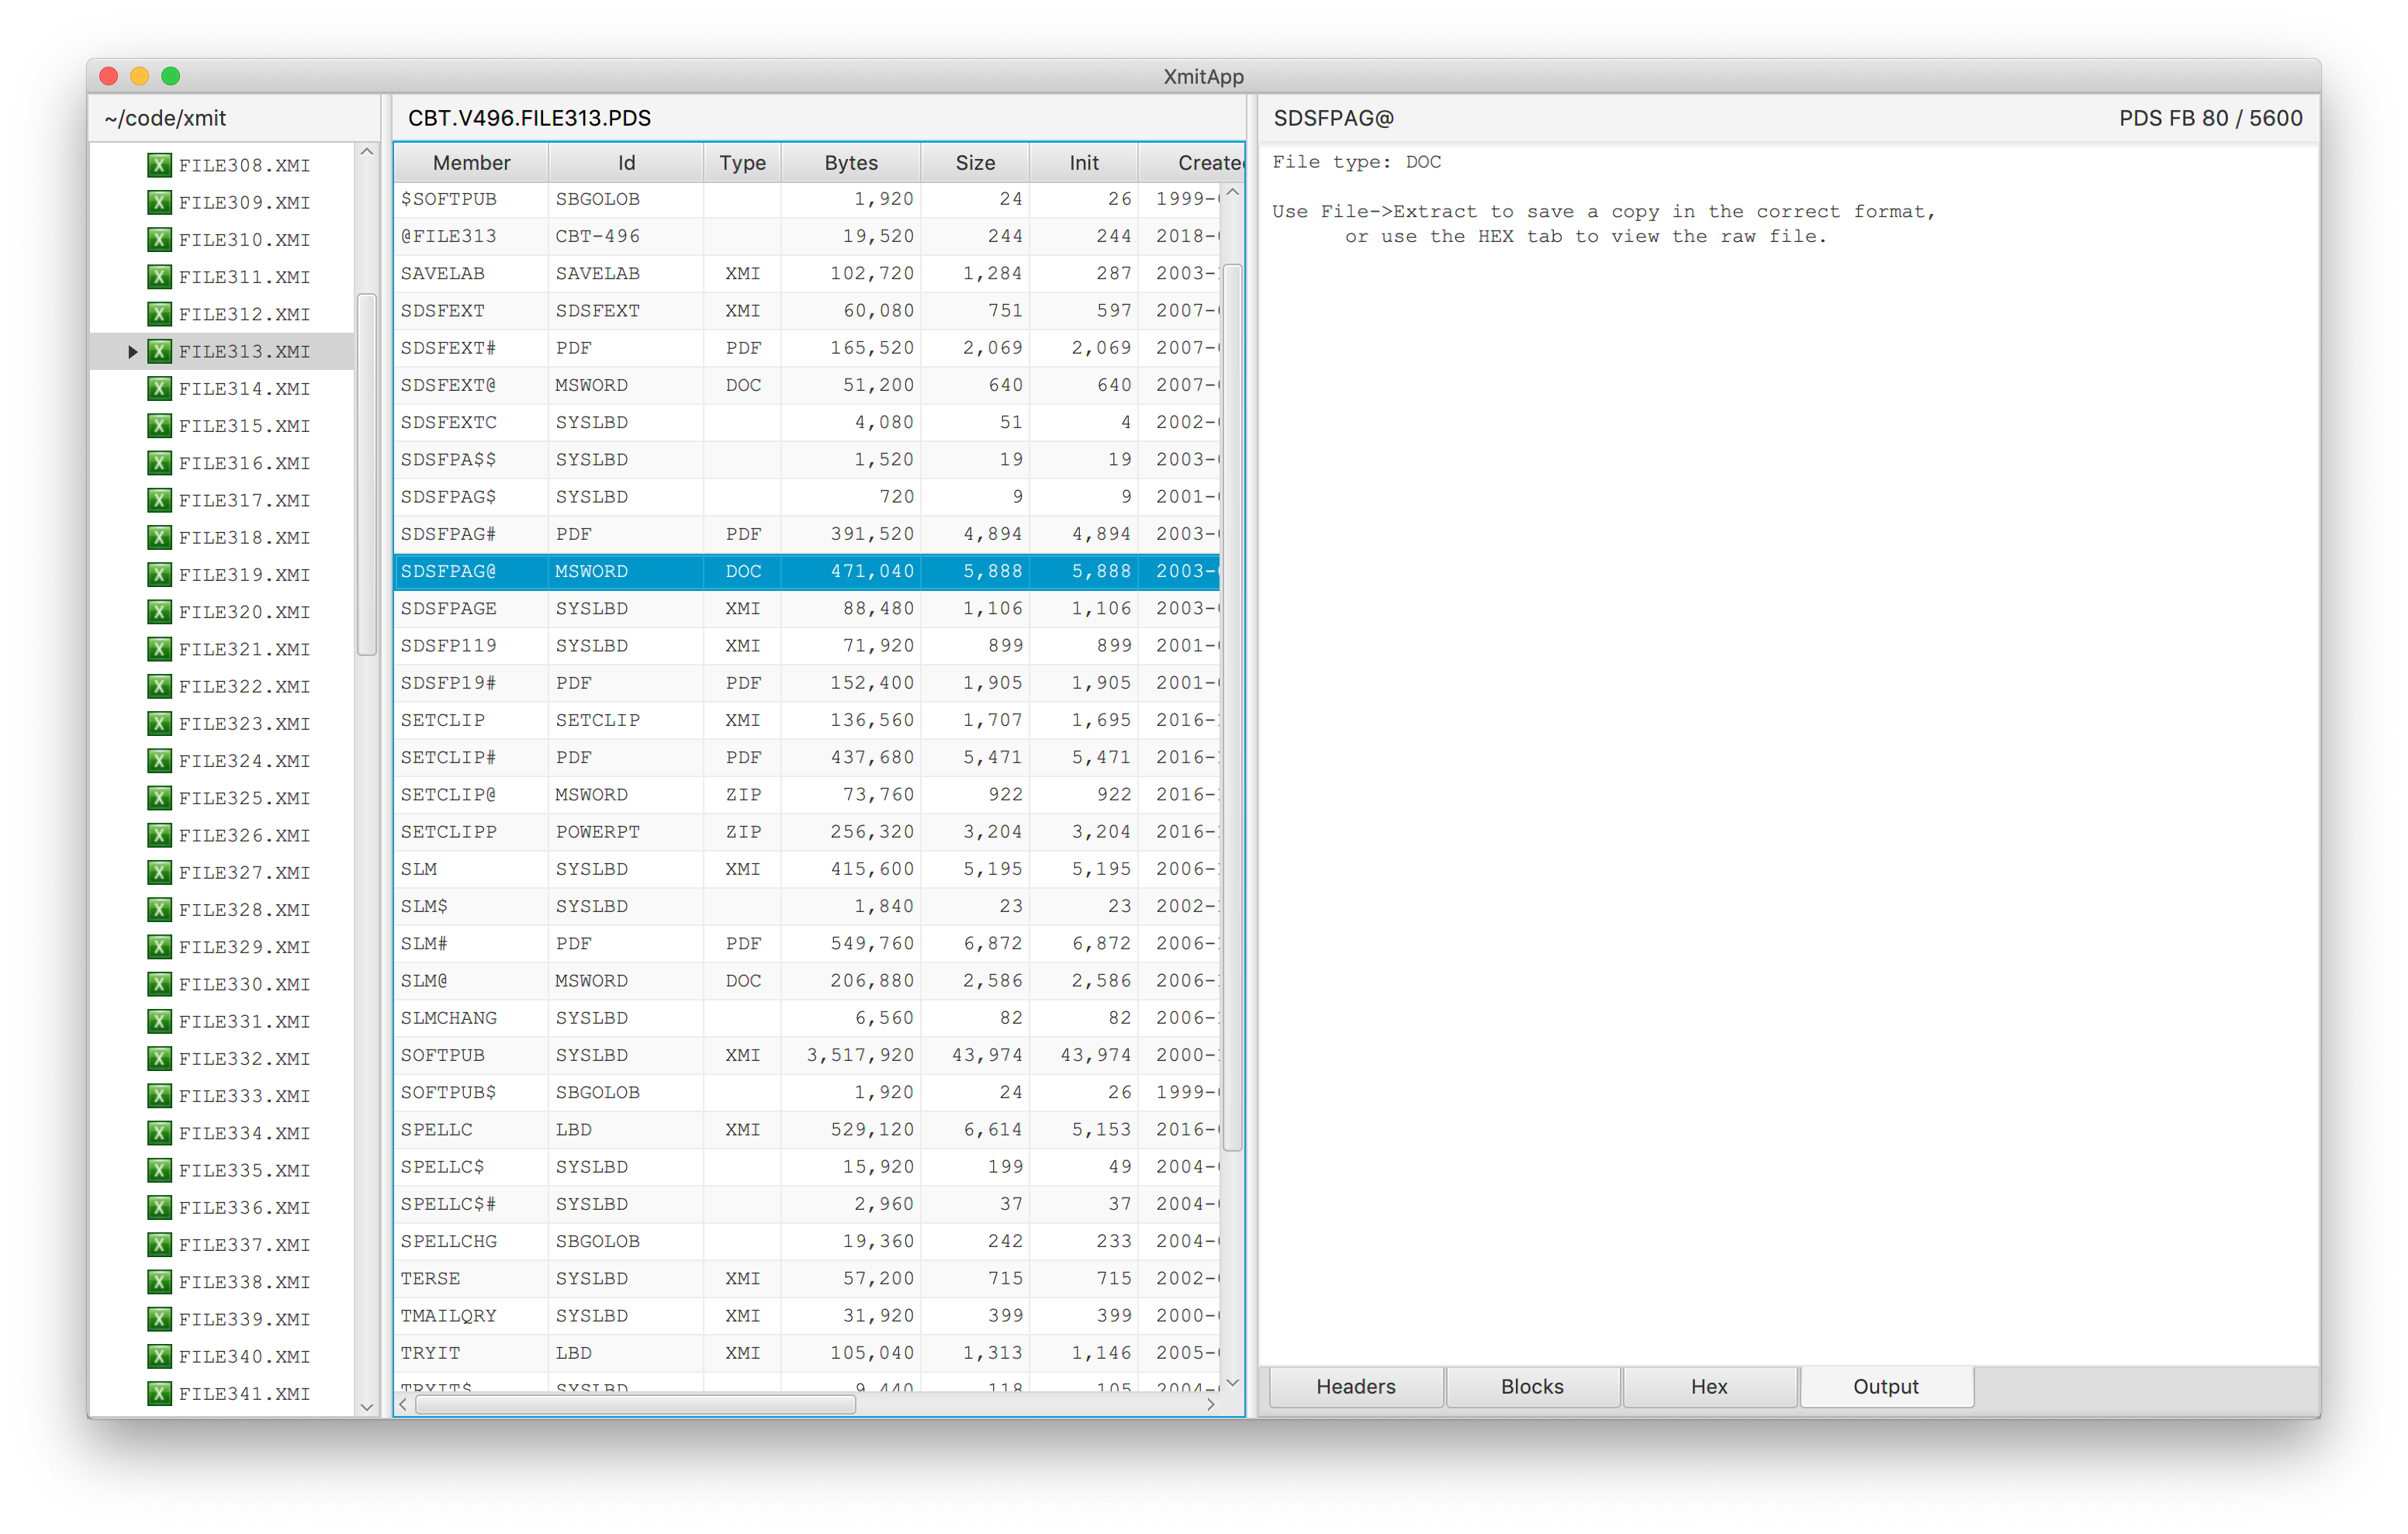 XmitApp
~/code/xmit
FILE308.XMI
FILE309.XMI
FILE310.XMI
FILE311.XMI
FILE312.XMI
FILE313.XMI
FILE314.XMI
FILE315.XMI
FILE316.XMI
FILE317.XMI
FILE318.XMI
FILE319.XMI
FILE320.XMI
FILE321.XMI
FILE322.XMI
FILE323.XMI
FILE324.XMI
FILE325.XMI
FILE326.XMI
FILE327.XMI
FILE328.XMI
FILE329.XMI
FILE330.XMI
FILE331.XMI
FILE332.XMI
FILE333.XMI
FILE334.XMI
FILE335.XMI
FILE336.XMI
FILE337.XMI
FILE338.XMI
FILE339.XMI
FILE340.XMI
FILE341.XMI
CBT.V496.FILE313.PDS
Member Id Type Bytes Size Init Create
$SOFTPUB SBGOLOB 1,920 24 26 1999-
@FILE313 CBT-496 19,520 244 244 2018-
SAVELAB SAVELAB XMI 102,720 1,284 287 2003-
SDSFEXT SDSFEXT XMI 60,080 751 597 2007-
SDSFEXT# PDF PDF 165,520 2,069 2,069 2007-
SDSFEXT@ MSWORD DOC 51,200 640 640 2007-
SDSFEXTC SYSLBD 4,080 51 4 2002-
SDSFPA$$ SYSLBD 1,520 19 19 2003-
SDSFPAG$ SYSLBD 720 9 9 2001-
SDSFPAG# PDF PDF 391,520 4,894 4,894 2003-
SDSFPAG@ MSWORD DOC 471,040 5,888 5,888 2003-
SDSFPAGE SYSLBD XMI 88,480 1,106 1,106 2003-
SDSFP119 SYSLBD XMI 71,920 899 899 2001-
SDSFP19# PDF PDF 152,400 1,905 1,905 2001-
SETCLIP SETCLIP XMI 136,560 1,707 1,695 2016-
SETCLIP# PDF PDF 437,680 5,471 5,471 2016-
SETCLIP@ MSWORD ZIP 73,760 922 922 2016-
SETCLIPP POWERPT ZIP 256,320 3,204 3,204 2016-
SLM SYSLBD XMI 415,600 5,195 5,195 2006-
SLM$ SYSLBD 1,840 23 23 2002-
SLM# PDF PDF 549,760 6,872 6,872 2006-
SLM@ MSWORD DOC 206,880 2,586 2,586 2006-
SLMCHANG SYSLBD 6,560 82 82 2006-
SOFTPUB SYSLBD XMI 3,517,920 43,974 43,974 2000-
SOFTPUB$ SBGOLOB 1,920 24 26 1999-
SPELLC LBD XMI 529,120 6,614 5,153 2016-
SPELLC$ SYSLBD 15,920 199 49 2004-
SPELLC$# SYSLBD 2,960 37 37 2004-
SPELLCHG SBGOLOB 19,360 242 233 2004-
TERSE SYSLBD XMI 57,200 715 715 2002-
TMAILQRY SYSLBD XMI 31,920 399 399 2000-
TRYIT LBD XMI 105,040 1,313 1,146 2005-
TRYIT$ SYSLBD 9,440 118 105 2004-
SDSFPAG@ PDS FB 80 / 5600
File type: DOC
Use File->Extract to save a copy in the correct format,
or use the HEX tab to view the raw file.
Headers Blocks Hex Output